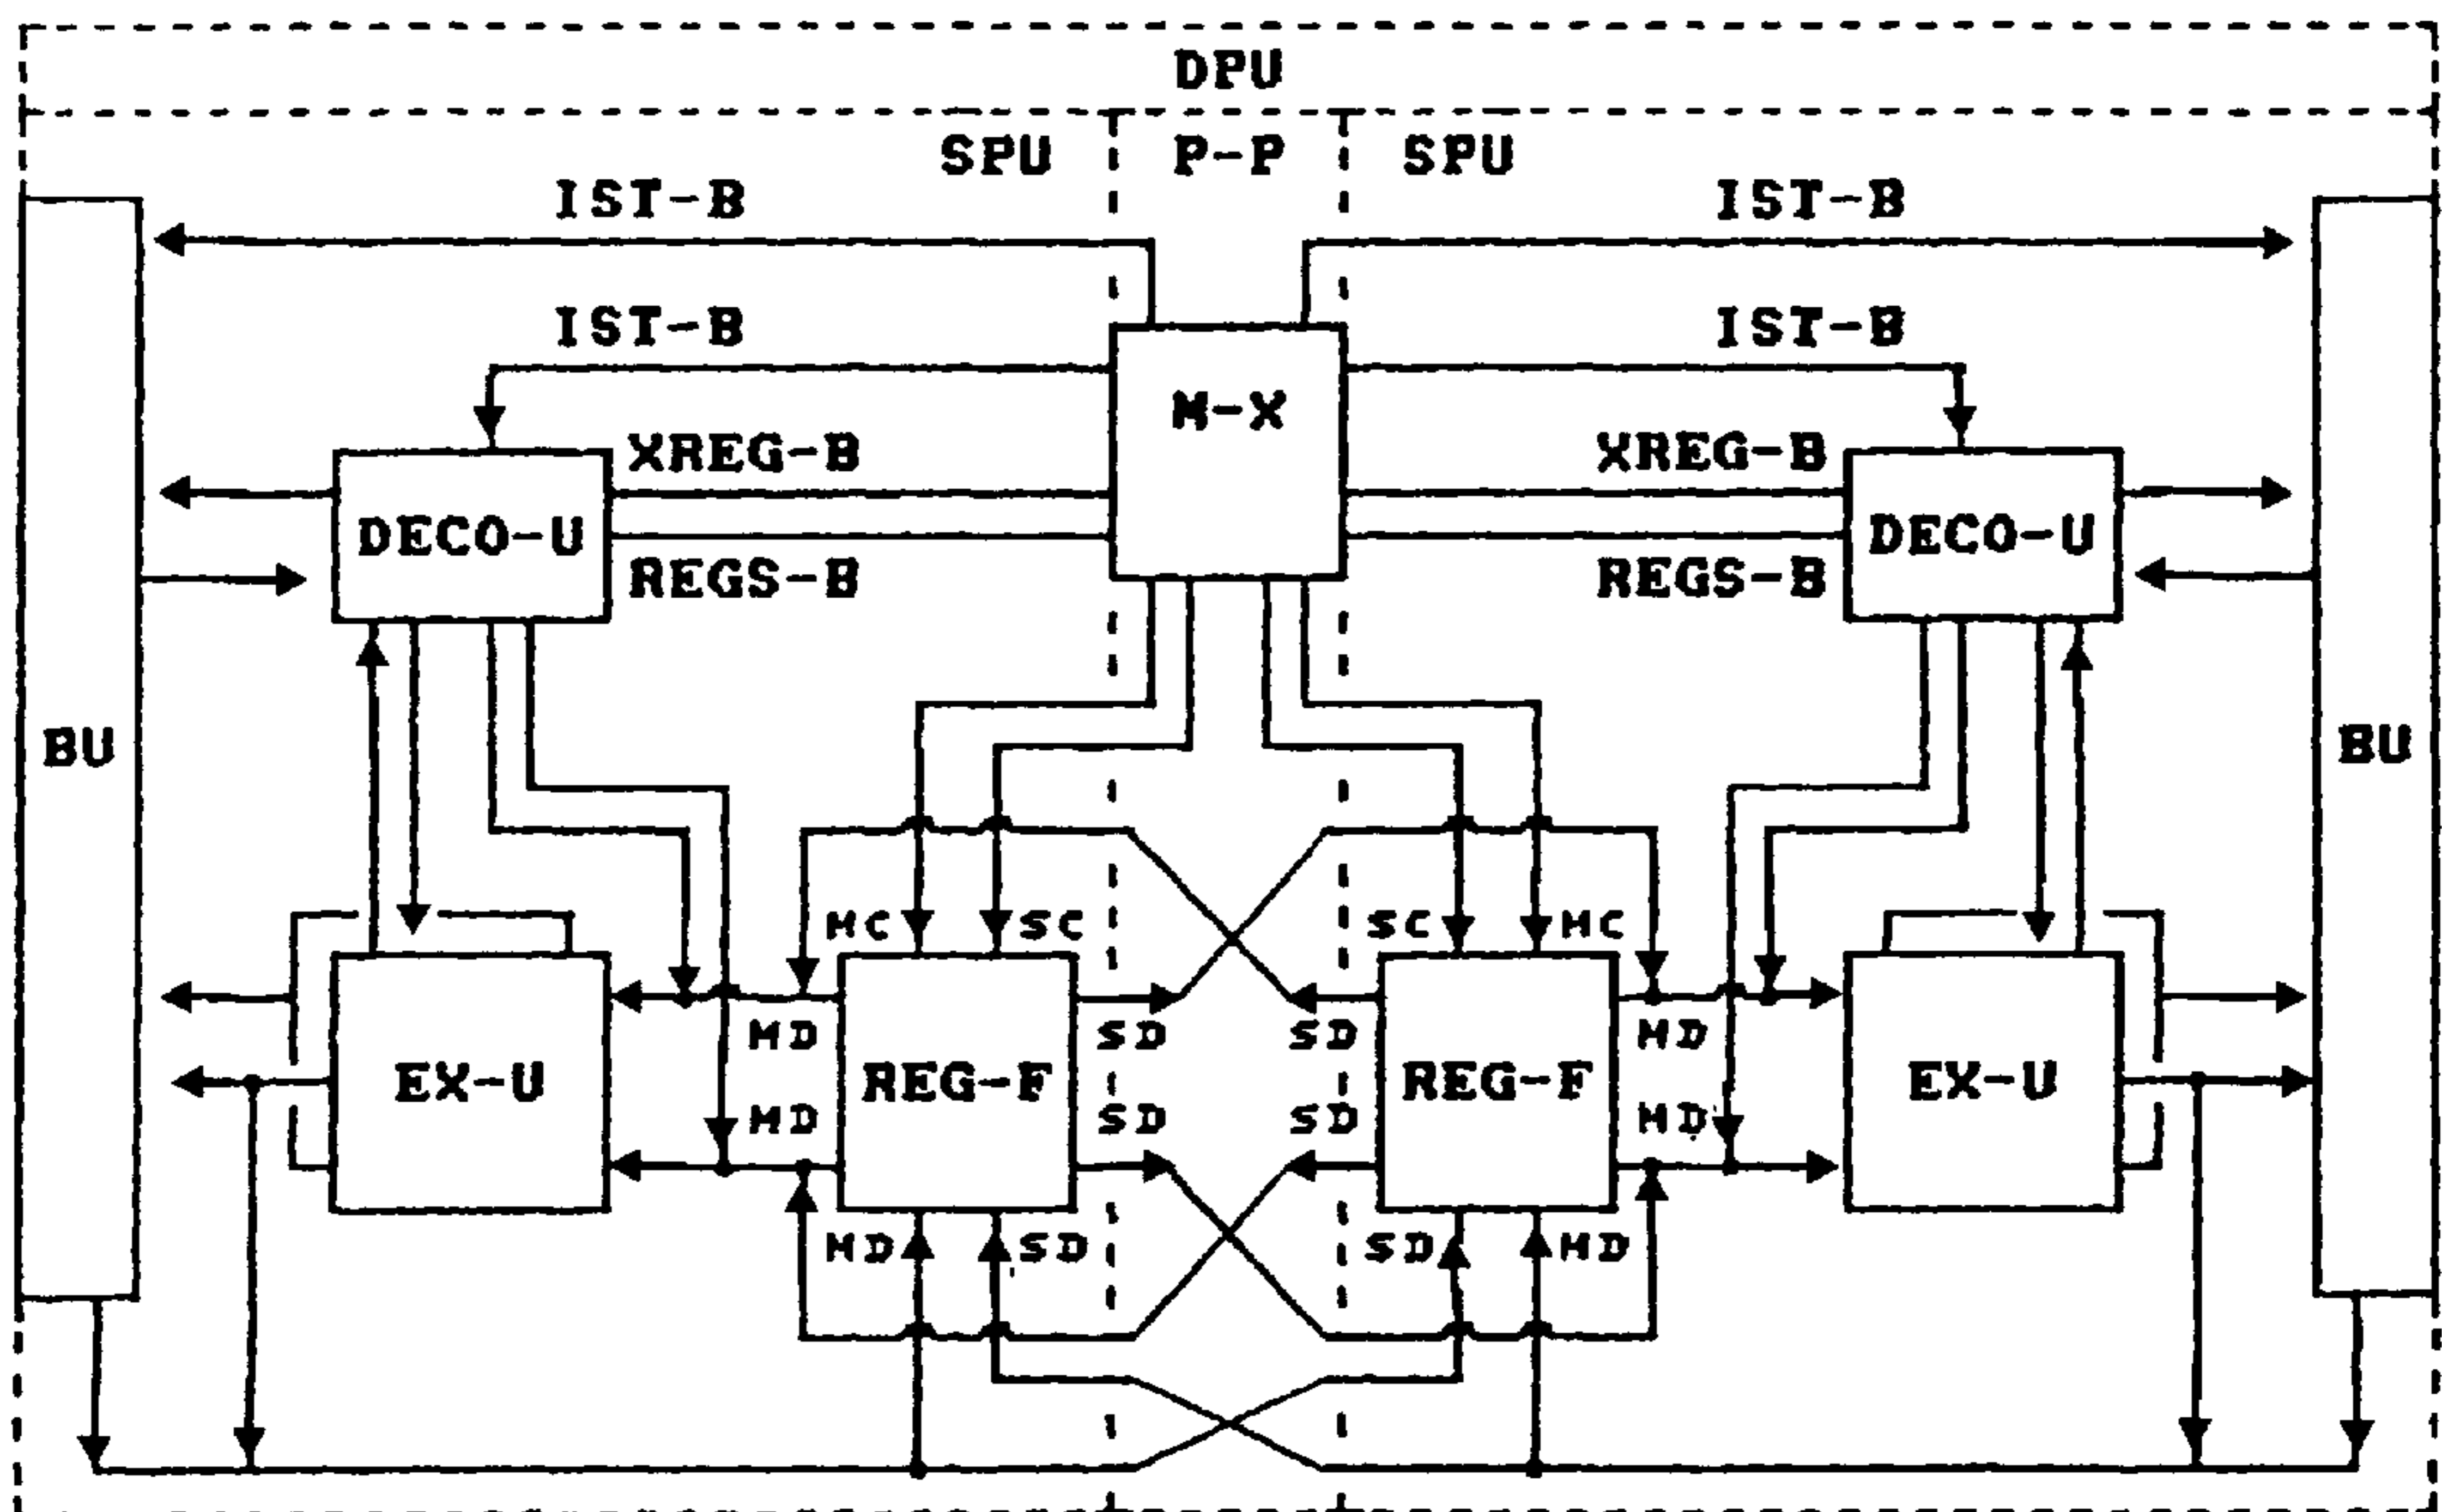 DPU
SPU P-P SPU
IST-B IST-B
IST-B IST-B
M-X
XREG-B XREG-B
DECO-U DECO-U
REGS-B REGS-B
BU BU
MC SC SC MC
MD SD SD MD
EX-U REG-F REG-F EX-U
MD SD SD MD
MD SD SD MD